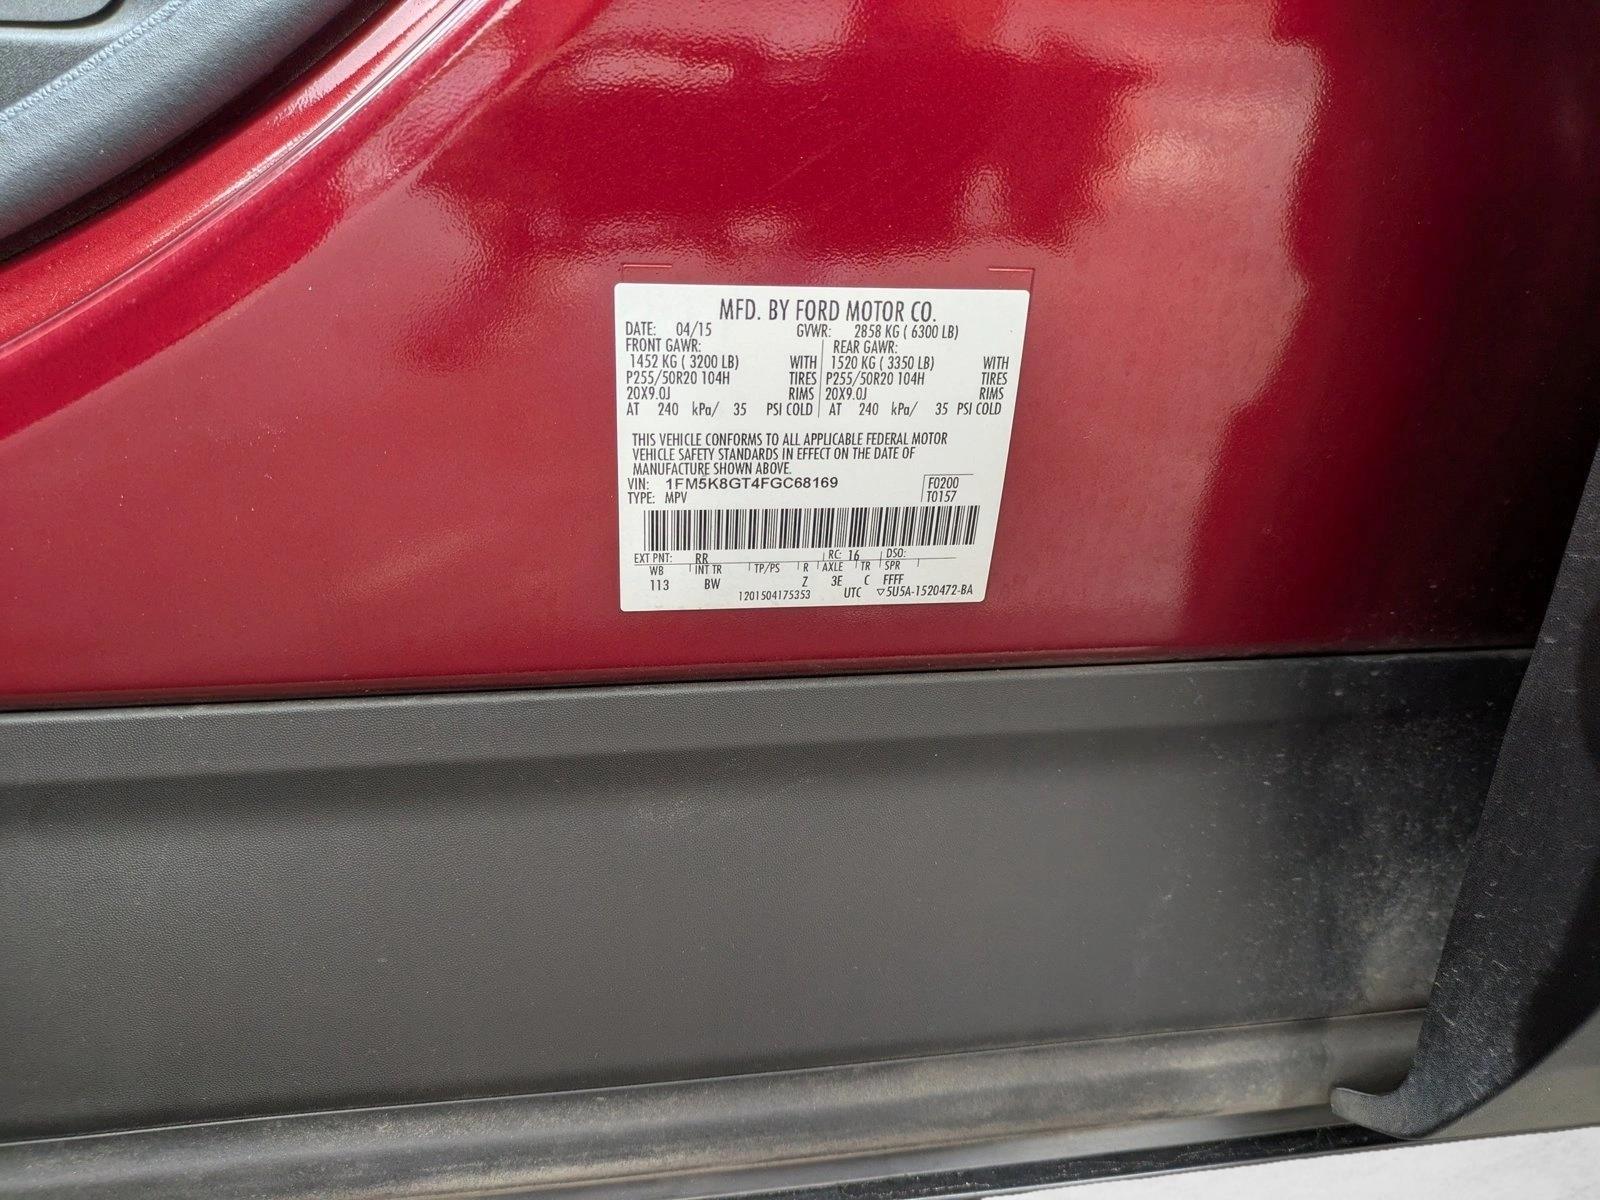 MFD. BY FORD MOTOR CO.
DATE: 04/15 GVWR: 2858 KG ( 6300 LB)
FRONT GAWR: REAR GAWR:
1452 KG ( 3200 LB) WITH 1520 KG ( 3350 LB) WITH
P255/50R20 104H TIRES P255/50R20 104H TIRES
20X9.0J RIMS 20X9.0J RIMS
AT 240 kPa/ 35 PSI COLD AT 240 kPa/ 35 PSI COLD
THIS VEHICLE CONFORMS TO ALL APPLICABLE FEDERAL MOTOR
VEHICLE SAFETY STANDARDS IN EFFECT ON THE DATE OF
MANUFACTURE SHOWN ABOVE.
VIN: 1FM5K8GT4FGC68169 F0200
TYPE: MPV T0157
EXT PNT: RR RC: 16 DSO:
WB INT TR TP/PS R AXLE TR SPR
113 BW Z 3E C FFFF
1201504175353 UTC ▽5U5A-1520472-BA